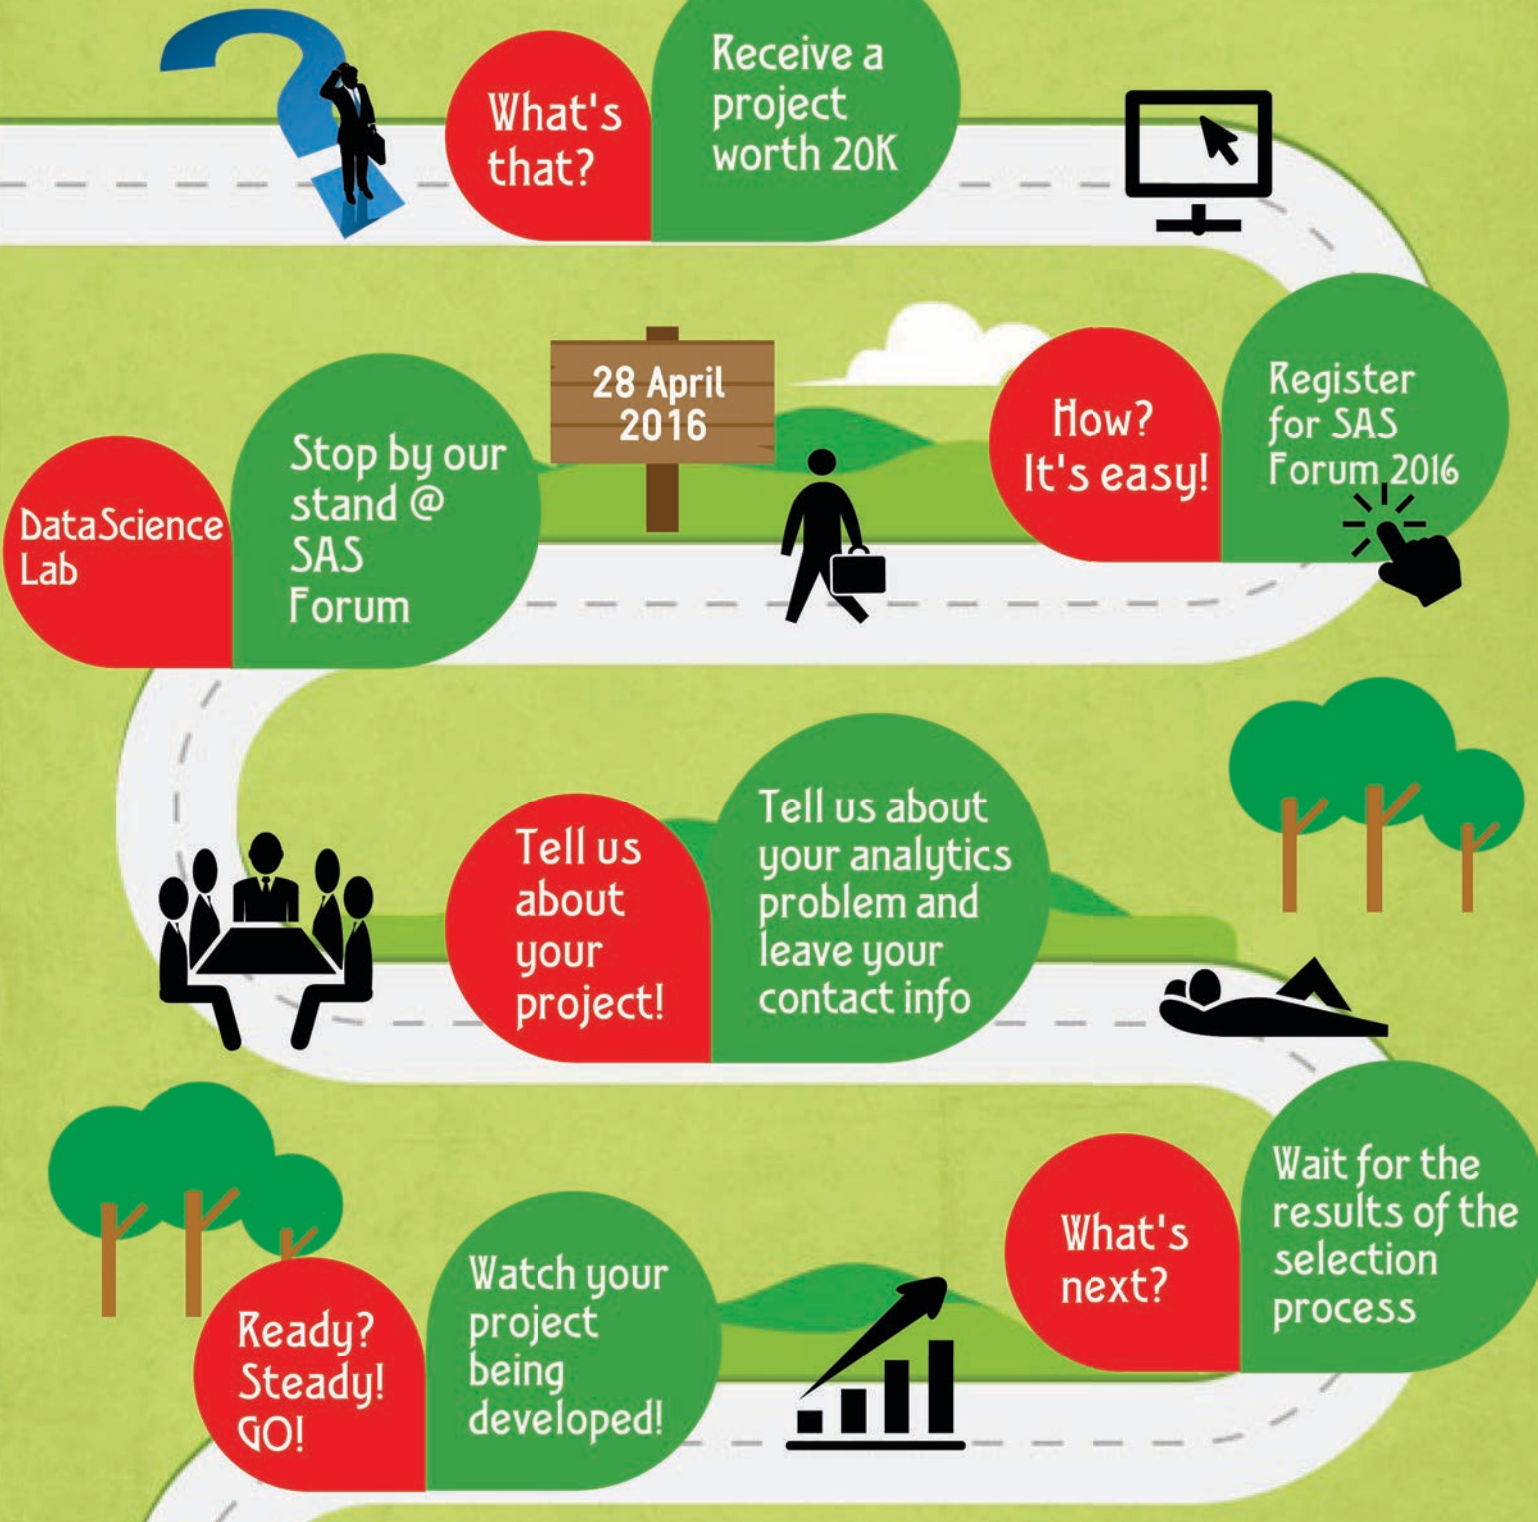 What's
that?
Receive a
project
worth 20K
How?
It's easy!
Register
for SAS
Forum 2016
28 April
2016
DataScience
Lab
Stop by our
stand @
SAS
Forum
Tell us
about
your
project!
Tell us about
your analytics
problem and
leave your
contact info
What's
next?
Wait for the
results of the
selection
process
Ready?
Steady!
GO!
Watch your
project
being
developed!